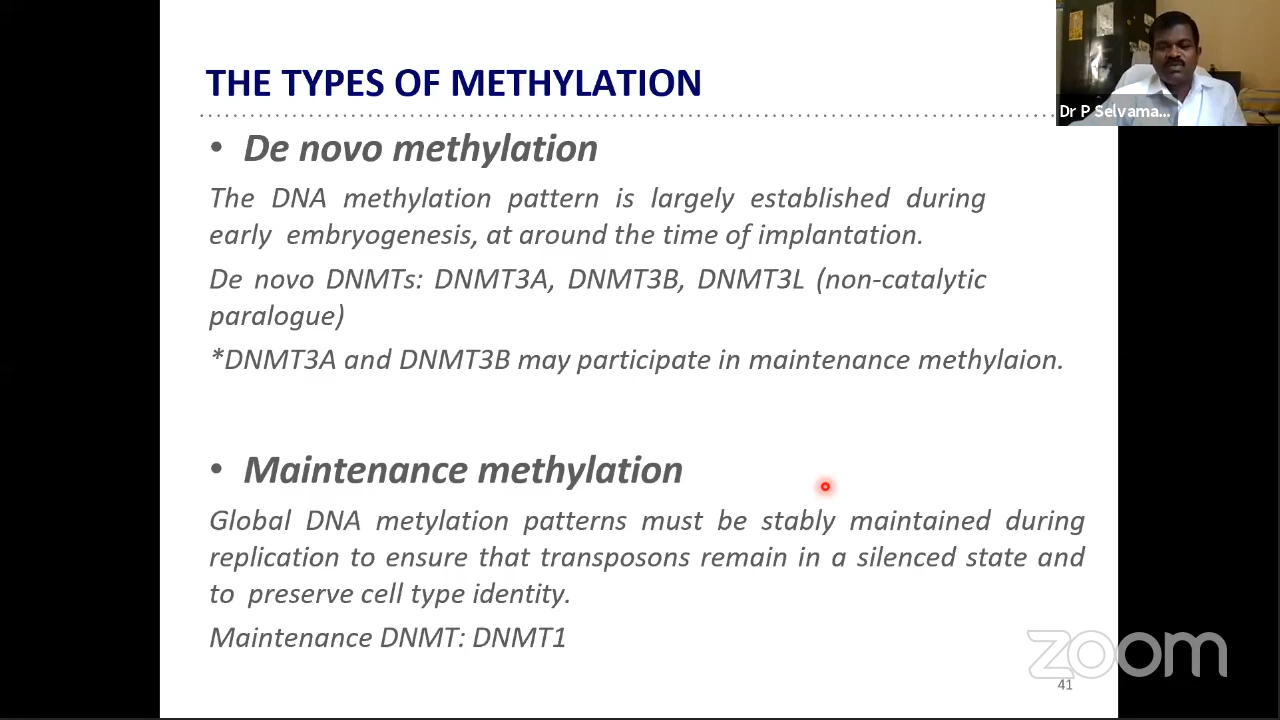 THE TYPES OF METHYLATION
Dr P Selvama...
• De novo methylation
The DNA methylation pattern is largely established during
early embryogenesis, at around the time of implantation.
De novo DNMTs: DNMT3A, DNMT3B, DNMT3L (non-catalytic
paralogue)
*DNMT3A and DNMT3B may participate in maintenance methylaion.
• Maintenance methylation
Global DNA metylation patterns must be stably maintained during
replication to ensure that transposons remain in a silenced state and
to preserve cell type identity.
Maintenance DNMT: DNMT1
zoom
41